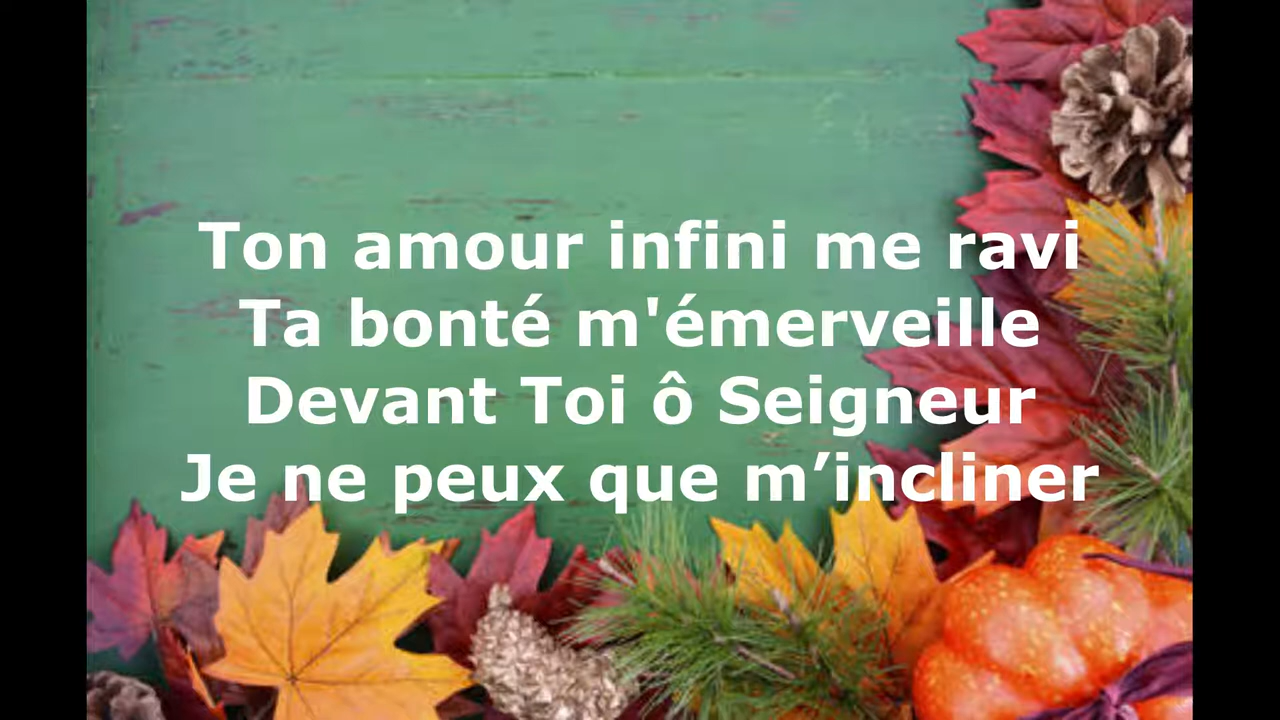 Ton amour infini me ravi
Ta bonté m'émerveille
Devant Toi ô Seigneur
Je ne peux que m’incliner